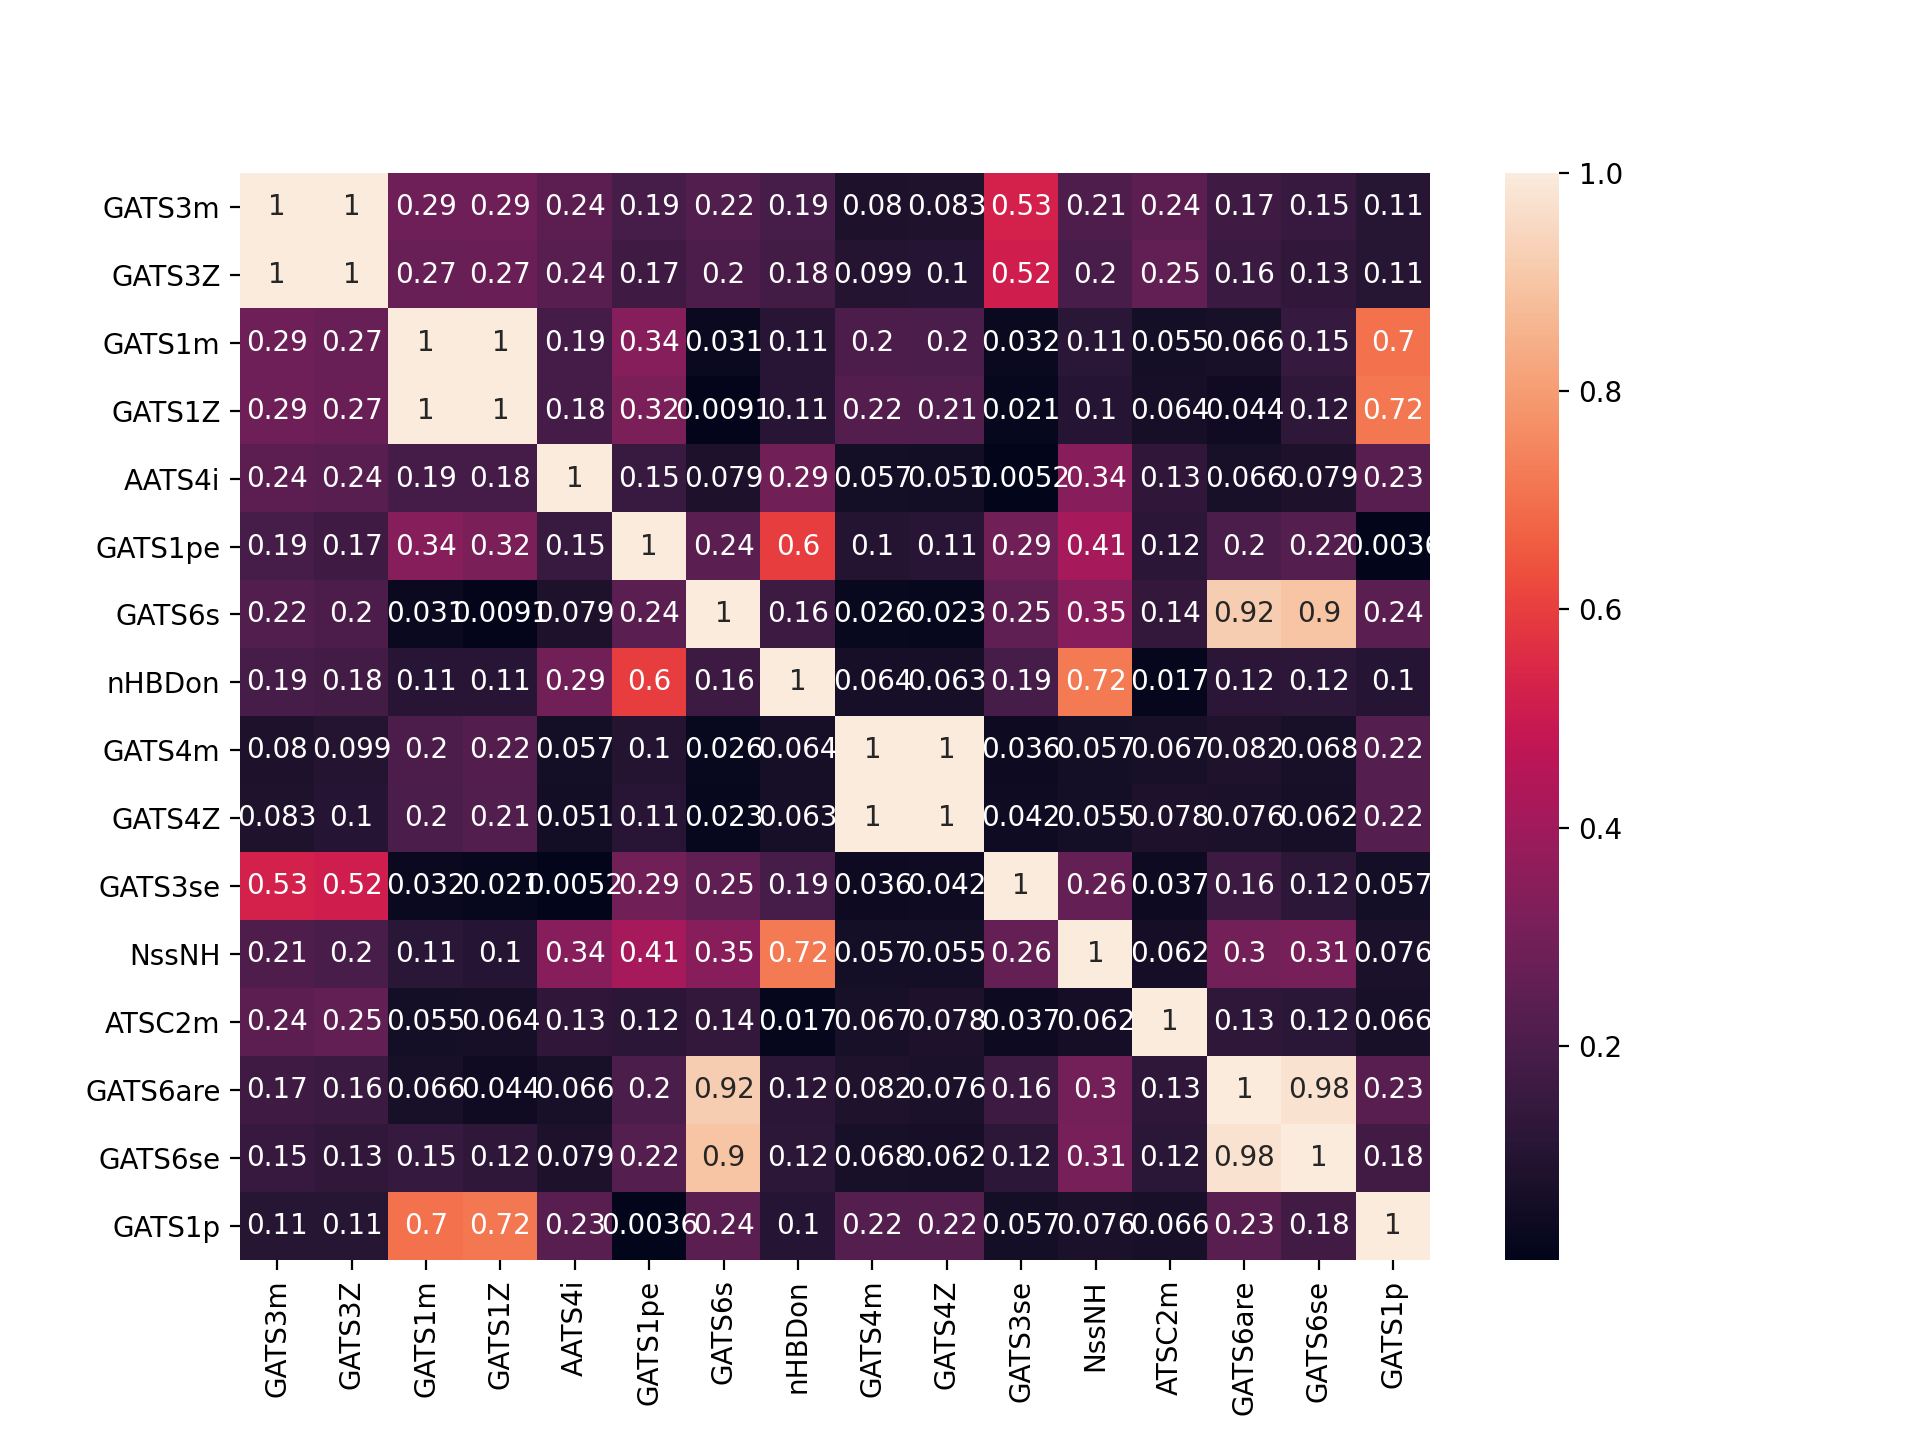 GATS3m 1 1 0.29 0.29 0.24 0.19 0.22 0.19 0.08 0.083 0.53 0.21 0.24 0.17 0.15 0.11
GATS3Z 1 1 0.27 0.27 0.24 0.17 0.2 0.18 0.099 0.1 0.52 0.2 0.25 0.16 0.13 0.11
GATS1m 0.29 0.27 1 1 0.19 0.34 0.031 0.11 0.2 0.2 0.032 0.11 0.055 0.066 0.15 0.7
GATS1Z 0.29 0.27 1 1 0.18 0.32 0.0091 0.11 0.22 0.21 0.021 0.1 0.064 0.044 0.12 0.72
AATS4i 0.24 0.24 0.19 0.18 1 0.15 0.079 0.29 0.057 0.051 0.0052 0.34 0.13 0.066 0.079 0.23
GATS1pe 0.19 0.17 0.34 0.32 0.15 1 0.24 0.6 0.1 0.11 0.29 0.41 0.12 0.2 0.22 0.0036
GATS6s 0.22 0.2 0.031 0.0091 0.079 0.24 1 0.16 0.026 0.023 0.25 0.35 0.14 0.92 0.9 0.24
nHBDon 0.19 0.18 0.11 0.11 0.29 0.6 0.16 1 0.064 0.063 0.19 0.72 0.017 0.12 0.12 0.1
GATS4m 0.08 0.099 0.2 0.22 0.057 0.1 0.026 0.064 1 1 0.036 0.057 0.067 0.082 0.068 0.22
GATS4Z 0.083 0.1 0.2 0.21 0.051 0.11 0.023 0.063 1 1 0.042 0.055 0.078 0.076 0.062 0.22
GATS3se 0.53 0.52 0.032 0.021 0.0052 0.29 0.25 0.19 0.036 0.042 1 0.26 0.037 0.16 0.12 0.057
NssNH 0.21 0.2 0.11 0.1 0.34 0.41 0.35 0.72 0.057 0.055 0.26 1 0.062 0.3 0.31 0.076
ATSC2m 0.24 0.25 0.055 0.064 0.13 0.12 0.14 0.017 0.067 0.078 0.037 0.062 1 0.13 0.12 0.066
GATS6are 0.17 0.16 0.066 0.044 0.066 0.2 0.92 0.12 0.082 0.076 0.16 0.3 0.13 1 0.98 0.23
GATS6se 0.15 0.13 0.15 0.12 0.079 0.22 0.9 0.12 0.068 0.062 0.12 0.31 0.12 0.98 1 0.18
GATS1p 0.11 0.11 0.7 0.72 0.23 0.0036 0.24 0.1 0.22 0.22 0.057 0.076 0.066 0.23 0.18 1
GATS3m GATS3Z GATS1m GATS1Z AATS4i GATS1pe GATS6s nHBDon GATS4m GATS4Z GATS3se NssNH ATSC2m GATS6are GATS6se GATS1p
1.0
0.8
0.6
0.4
0.2